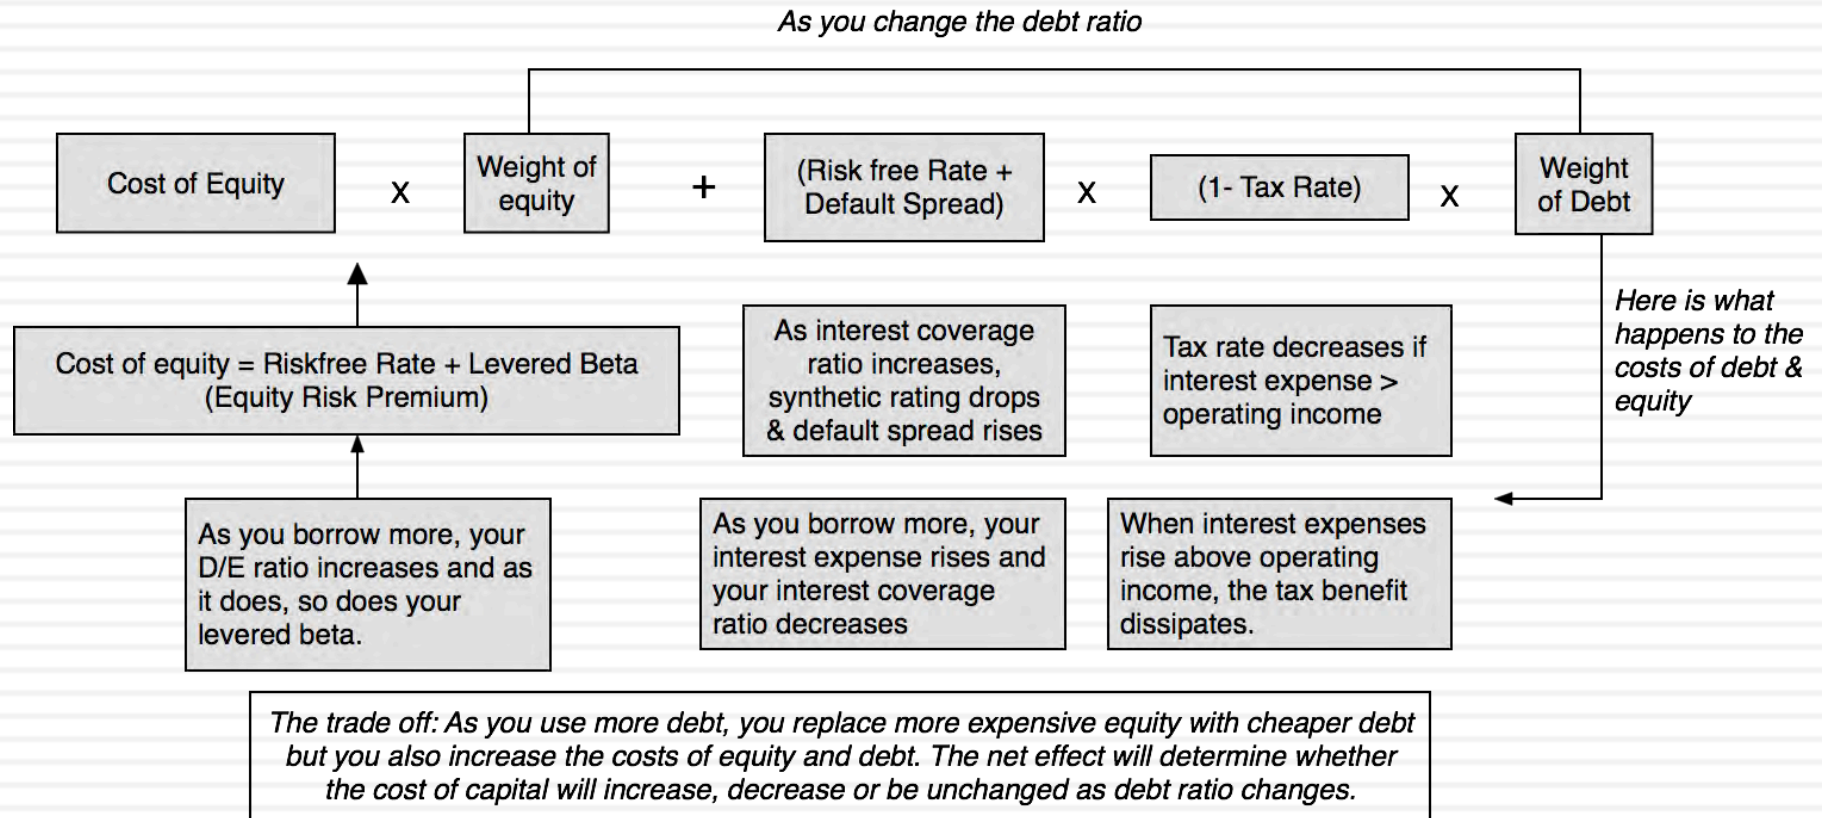 As you change the debt ratio
Cost of Equity
x
Weight of
equity
+
(Risk free Rate +
Default Spread)
x
(1- Tax Rate)
x
Weight
of Debt
Here is what
happens to the
costs of debt &
equity
Cost of equity = Riskfree Rate + Levered Beta
(Equity Risk Premium)
As interest coverage
ratio increases,
synthetic rating drops
& default spread rises
Tax rate decreases if
interest expense >
operating income
As you borrow more, your
D/E ratio increases and as
it does, so does your
levered beta.
As you borrow more, your
interest expense rises and
your interest coverage
ratio decreases
When interest expenses
rise above operating
income, the tax benefit
dissipates.
The trade off: As you use more debt, you replace more expensive equity with cheaper debt
but you also increase the costs of equity and debt. The net effect will determine whether
the cost of capital will increase, decrease or be unchanged as debt ratio changes.